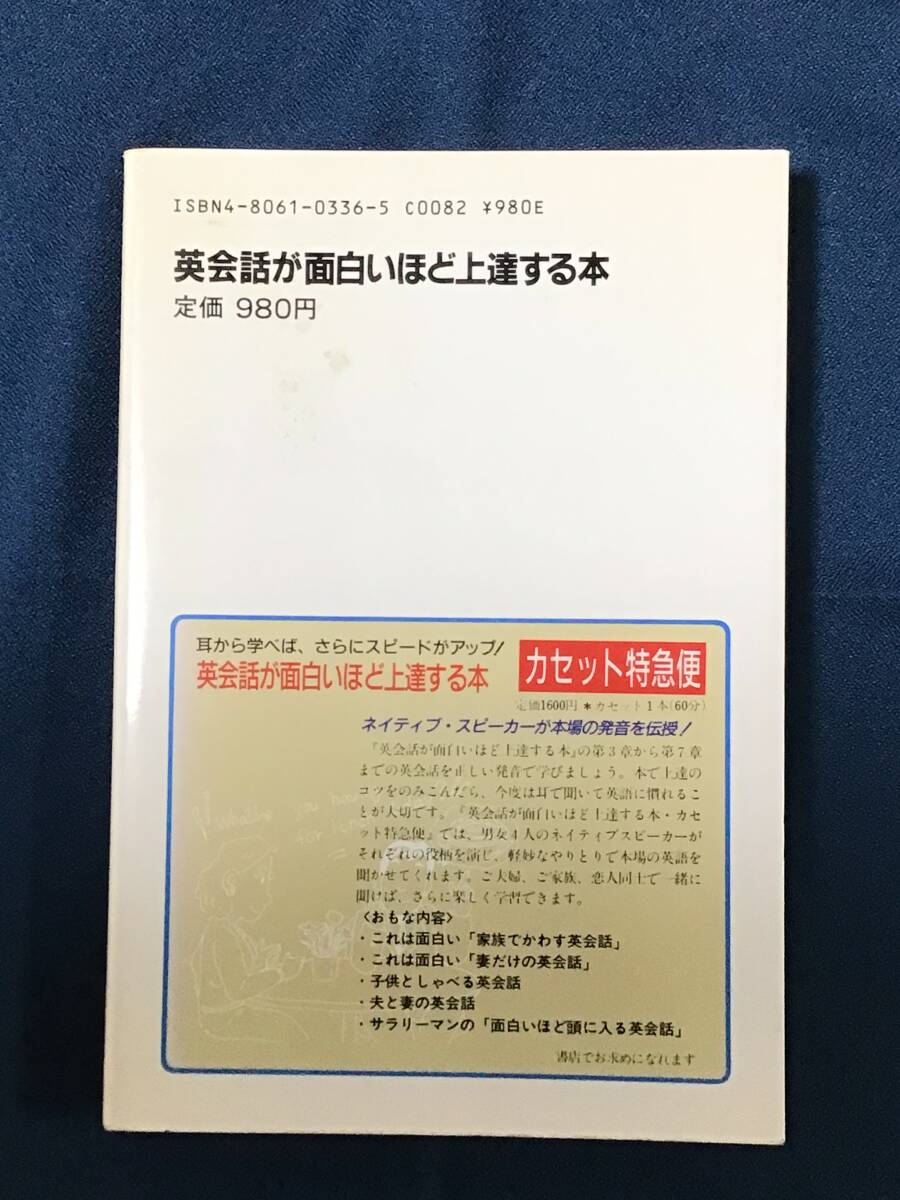 ISBN4-8061-0336-5 C0082 ¥980E
英会話が面白いほど上達する本
定価 980円
耳から学べば、さらにスピードがアップ!
英会話が面白いほど上達する本
カセット特急便
定価1600円 * カセット1本(60分)
ネイティブ・スピーカーが本場の発音を伝授!
『英会話が面白いほど上達する本』の第3章から第7章
までの英会話を正しい発音で学びましょう。本で上達の
コツをのみこんだら、今度は耳で聞いて英語に慣れるこ
とが大切です。『英会話が面白いほど上達する本・カセ
ット特急便』では、男女4人のネイティブスピーカーが
それぞれの役柄を演じ、軽妙なやりとりで本場の英語を
聞かせてくれます。ご夫婦、ご家族、恋人同士で一緒に
聞けば、さらに楽しく学習できます。
〈おもな内容〉
・これは面白い「家族でかわす英会話」
・これは面白い「妻だけの英会話」
・子供としゃべる英会話
・夫と妻の英会話
・サラリーマンの「面白いほど頭に入る英会話」
書店でお求めになれます